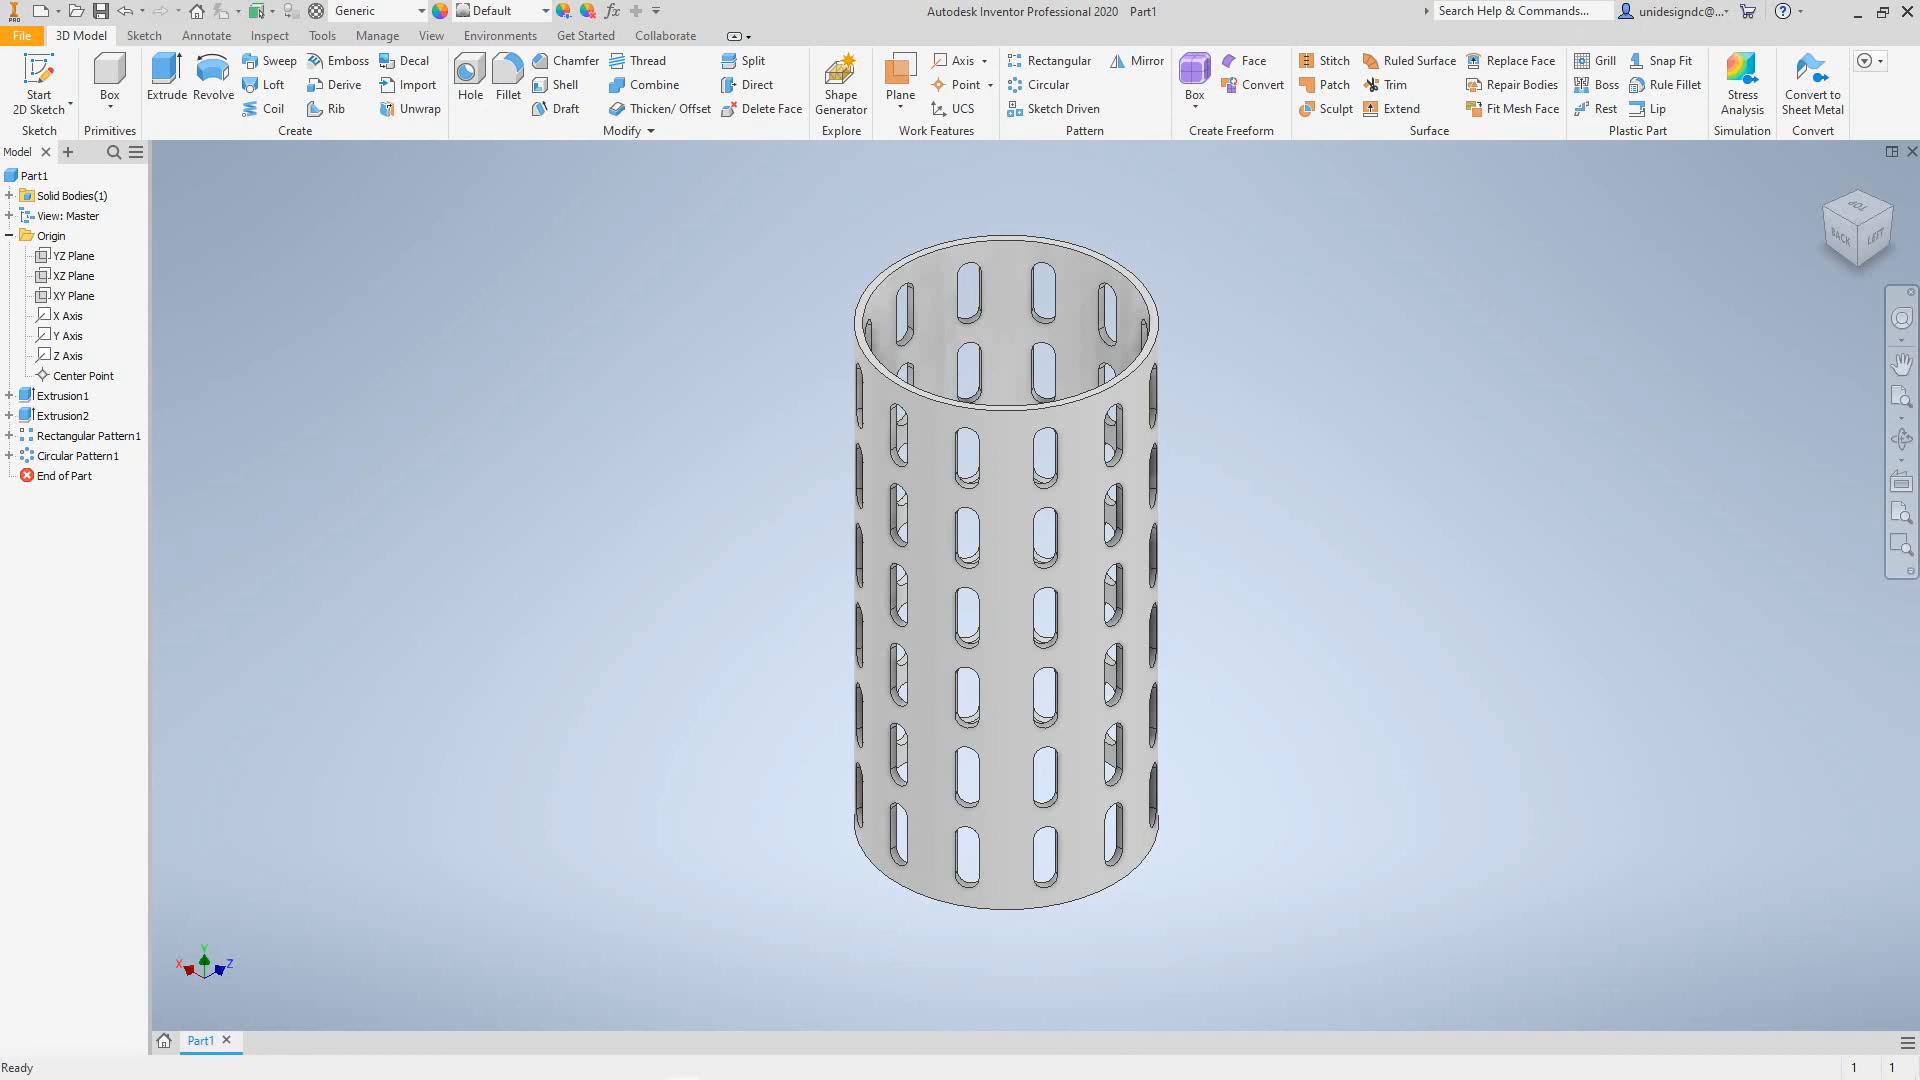 Generic
Default
Autodesk Inventor Professional 2020 Part1
Search Help & Commands...
unidesigndc@...
File 3D Model Sketch Annotate Inspect Tools Manage View Environments Get Started Collaborate
Start
2D Sketch
Sketch
Box
Primitives
Extrude Revolve
Sweep Emboss Decal
Loft Derive Import
Coil Rib Unwrap
Create
Hole Fillet
Chamfer Thread Split
Shell Combine Direct
Draft Thicken/ Offset Delete Face
Modify
Shape
Generator
Explore
Plane
Axis
Point
UCS
Work Features
Rectangular Mirror
Circular
Sketch Driven
Pattern
Box
Face
Convert
Create Freeform
Stitch Ruled Surface Replace Face
Patch Trim Repair Bodies
Sculpt Extend Fit Mesh Face
Surface
Grill Snap Fit
Boss Rule Fillet
Rest Lip
Plastic Part
Stress
Analysis
Simulation
Convert to
Sheet Metal
Convert
Model
Part1
Solid Bodies(1)
View: Master
Origin
YZ Plane
XZ Plane
XY Plane
X Axis
Y Axis
Z Axis
Center Point
Extrusion1
Extrusion2
Rectangular Pattern1
Circular Pattern1
End of Part
TOP
BACK LEFT
Y
X Z
Part1
Ready
1 1